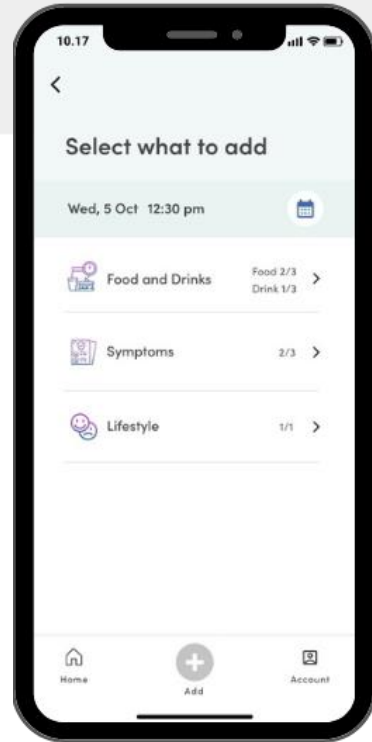 10.17
Select what to add
Wed, 5 Oct 12:30 pm
Food and Drinks
Food 2/3
Drink 1/3
Symptoms
2/3
Lifestyle
1/1
Home
Add
Account